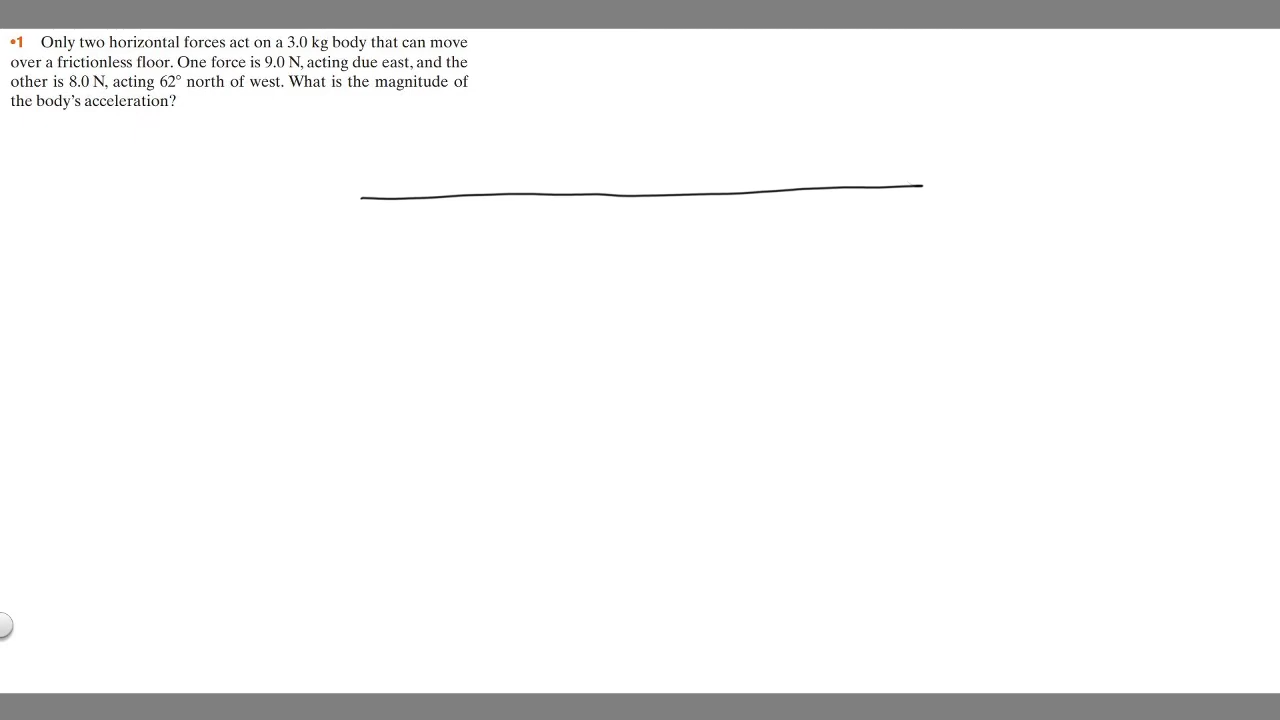 •1 Only two horizontal forces act on a 3.0 kg body that can move
over a frictionless floor. One force is 9.0 N, acting due east, and the
other is 8.0 N, acting 62° north of west. What is the magnitude of
the body's acceleration?